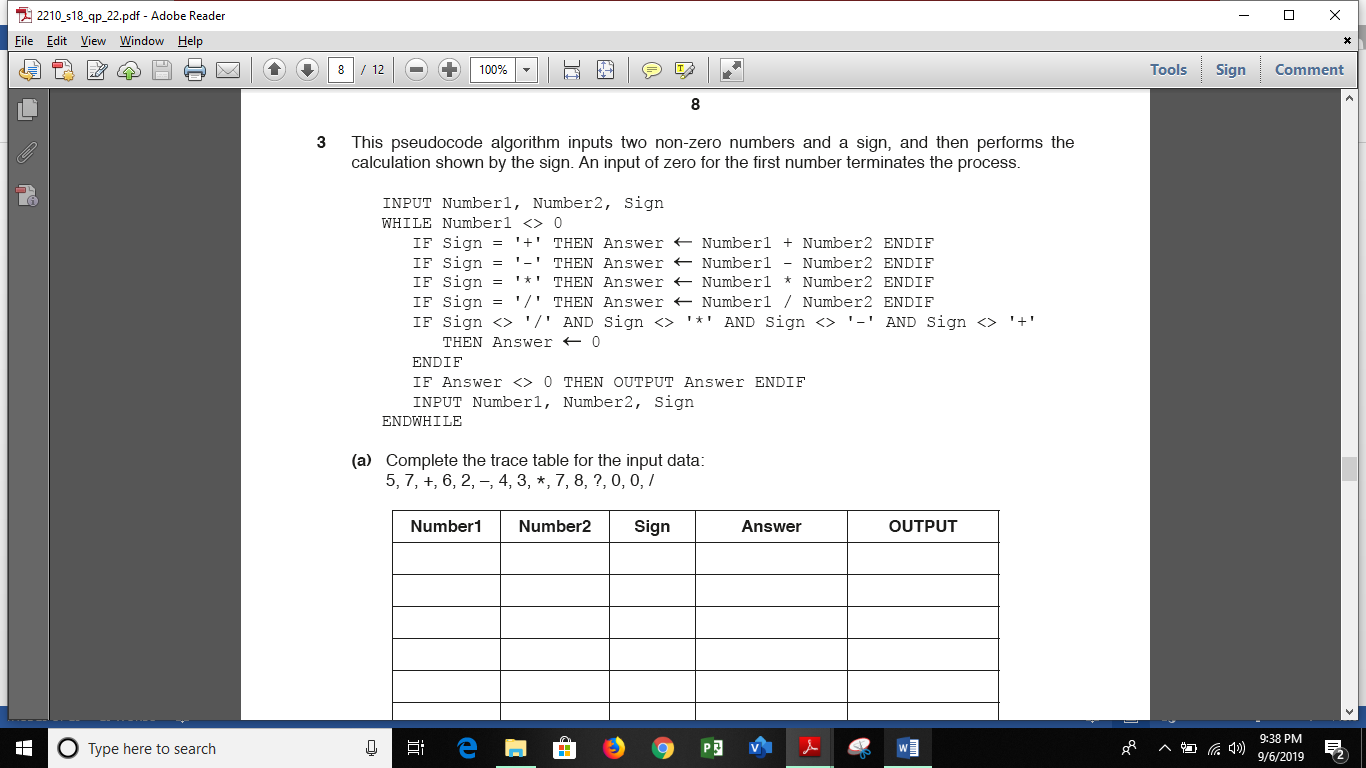 2210_s18_qp_22.pdf - Adobe Reader
File Edit View Window Help
8 / 12 100% Tools Sign Comment
8
3 This pseudocode algorithm inputs two non-zero numbers and a sign, and then performs the
calculation shown by the sign. An input of zero for the first number terminates the process.
INPUT Number1, Number2, Sign
WHILE Number1 <> 0
IF Sign = '+' THEN Answer ← Number1 + Number2 ENDIF
IF Sign = '-' THEN Answer ← Number1 - Number2 ENDIF
IF Sign = '*' THEN Answer ← Number1 * Number2 ENDIF
IF Sign = '/' THEN Answer ← Number1 / Number2 ENDIF
IF Sign <> '/' AND Sign <> '*' AND Sign <> '-' AND Sign <> '+'
THEN Answer ← 0
ENDIF
IF Answer <> 0 THEN OUTPUT Answer ENDIF
INPUT Number1, Number2, Sign
ENDWHILE
(a) Complete the trace table for the input data:
5, 7, +, 6, 2, –, 4, 3, *, 7, 8, ?, 0, 0, /
Number1 Number2 Sign Answer OUTPUT
Type here to search
9:38 PM
9/6/2019
2